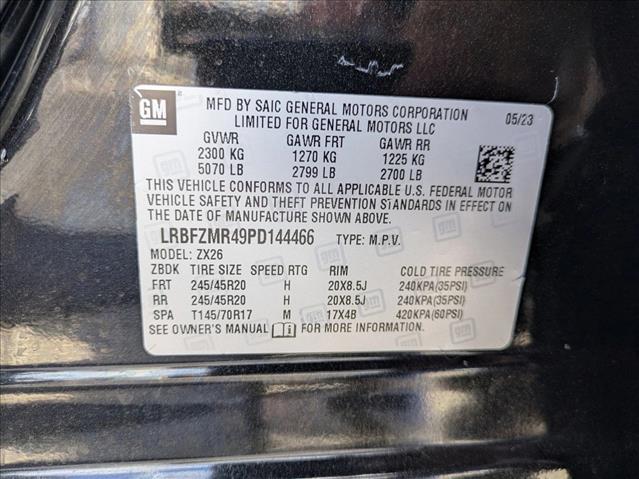 GM
MFD BY SAIC GENERAL MOTORS CORPORATION 05/23
LIMITED FOR GENERAL MOTORS LLC
GVWR GAWR FRT GAWR RR
2300 KG 1270 KG 1225 KG
5070 LB 2799 LB 2700 LB
THIS VEHICLE CONFORMS TO ALL APPLICABLE U.S. FEDERAL MOTOR
VEHICLE SAFETY AND THEFT PREVENTION STANDARDS IN EFFECT ON
THE DATE OF MANUFACTURE SHOWN ABOVE.
LRBFZMR49PD144466 TYPE: M.P.V.
MODEL: ZX26
ZBDK TIRE SIZE SPEED RTG RIM COLD TIRE PRESSURE
FRT 245/45R20 H 20X8.5J 240KPA(35PSI)
RR 245/45R20 H 20X8.5J 240KPA(35PSI)
SPA T145/70R17 M 17X4B 420KPA(60PSI)
SEE OWNER'S MANUAL FOR MORE INFORMATION.